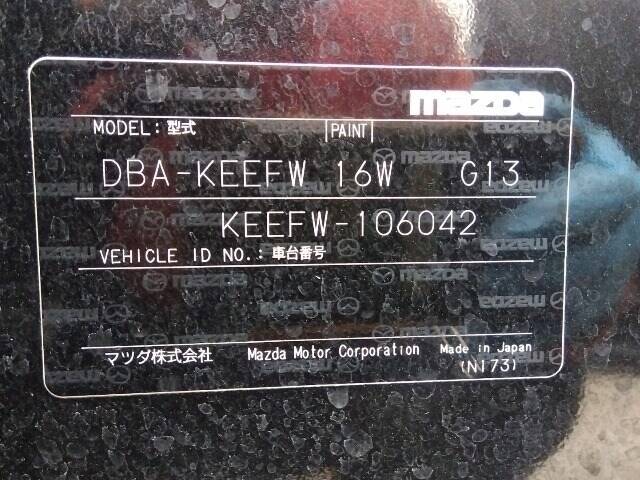 mazda
MODEL: 型式 PAINT
DBA-KEEFW 16W G13
KEEFW-106042
VEHICLE ID NO.: 車台番号
マツダ株式会社 Mazda Motor Corporation Made in Japan
(N173)